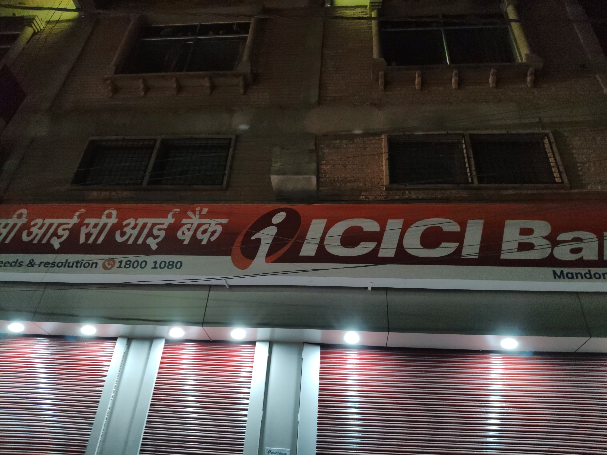 सी आई सी आई बैंक i ICICI Ba
eeds & resolution 1800 1080
Mandor